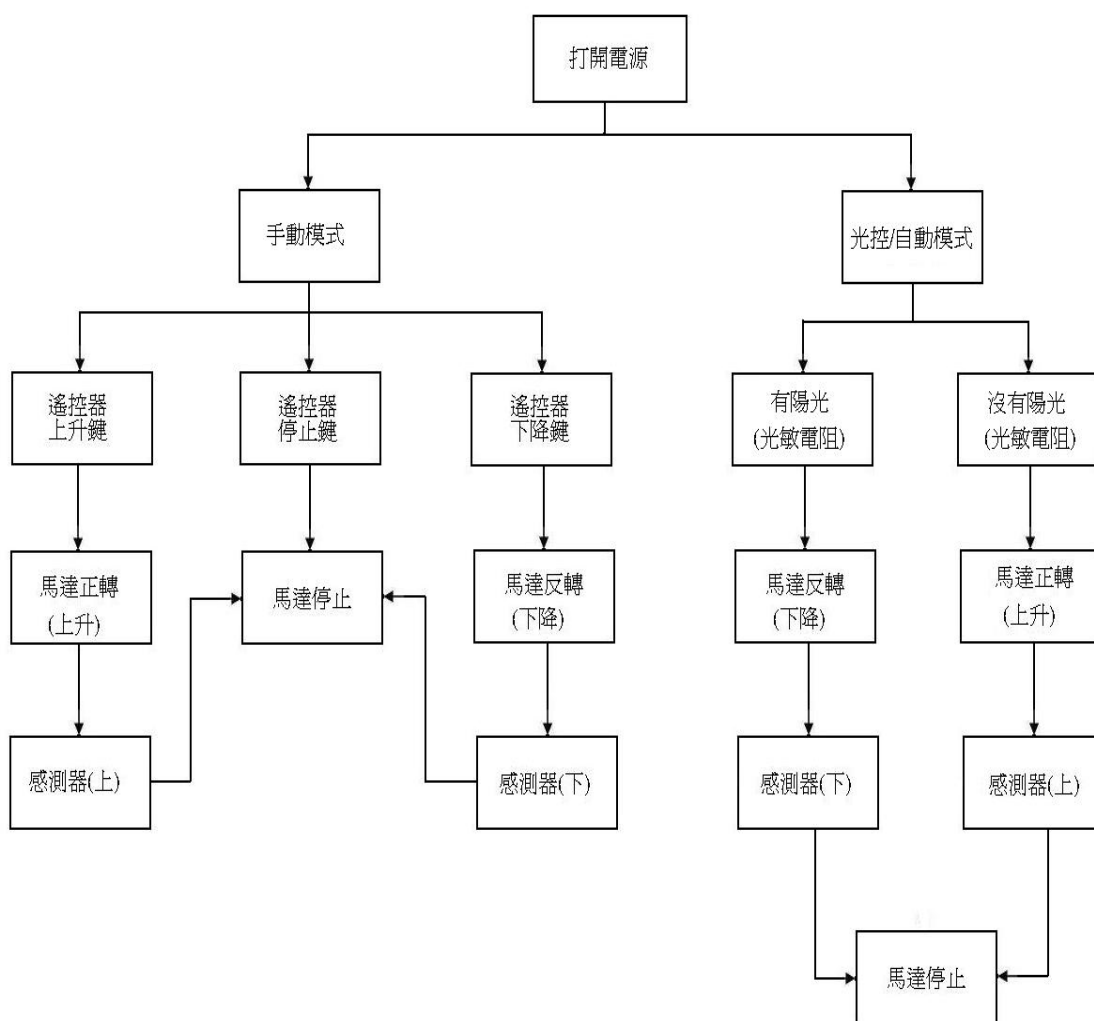 打開電源
手動模式
光控/自動模式
遙控器
上升鍵
遙控器
停止鍵
遙控器
下降鍵
有陽光
(光敏電阻)
沒有陽光
(光敏電阻)
馬達正轉
(上升)
馬達停止
馬達反轉
(下降)
馬達反轉
(下降)
馬達正轉
(上升)
感測器(上)
感測器(下)
感測器(下)
感測器(上)
馬達停止